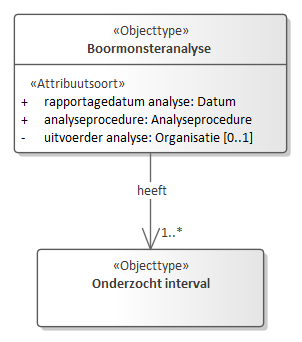 «Objecttype»
Boormonsteranalyse
«Attribuutsoort»
+ rapportagedatum analyse: Datum
+ analyseprocedure: Analyseprocedure
- uitvoerder analyse: Organisatie [0..1]
heeft
1..*
«Objecttype»
Onderzocht interval